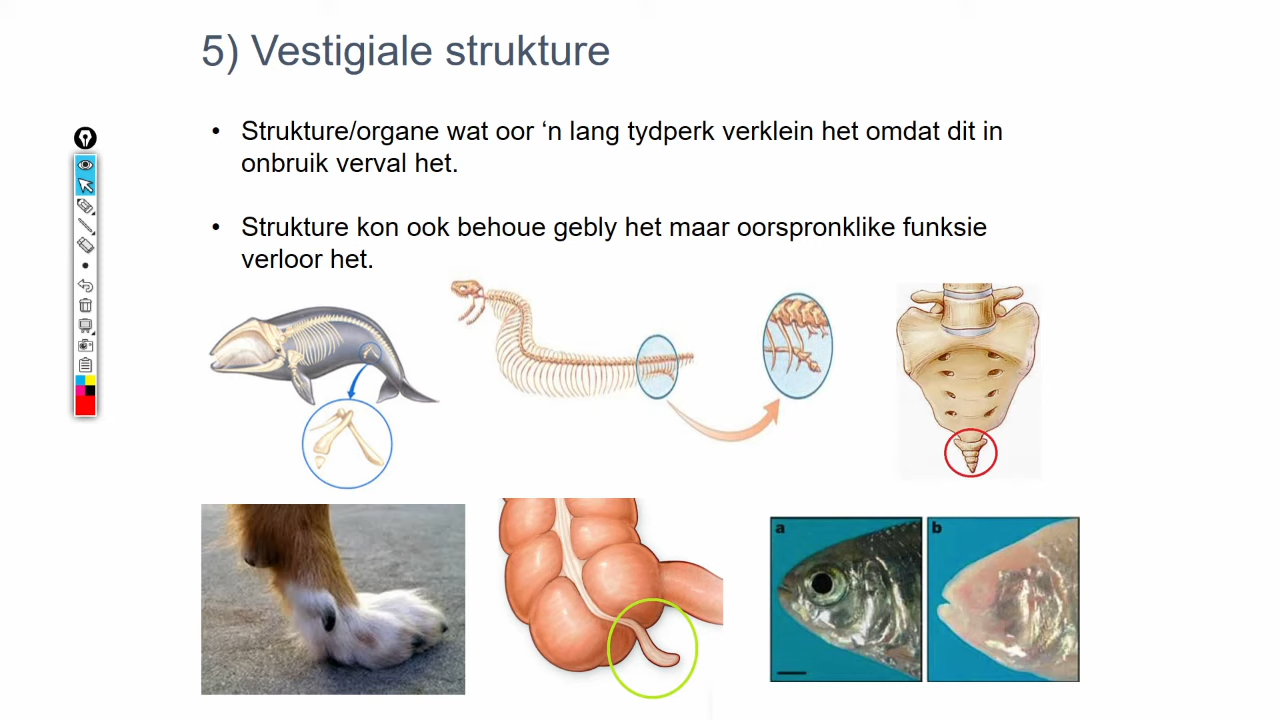 5) Vestigiale strukture
• Strukture/organe wat oor ‘n lang tydperk verklein het omdat dit in
onbruik verval het.
• Strukture kon ook behoue gebly het maar oorspronklike funksie
verloor het.
a
b